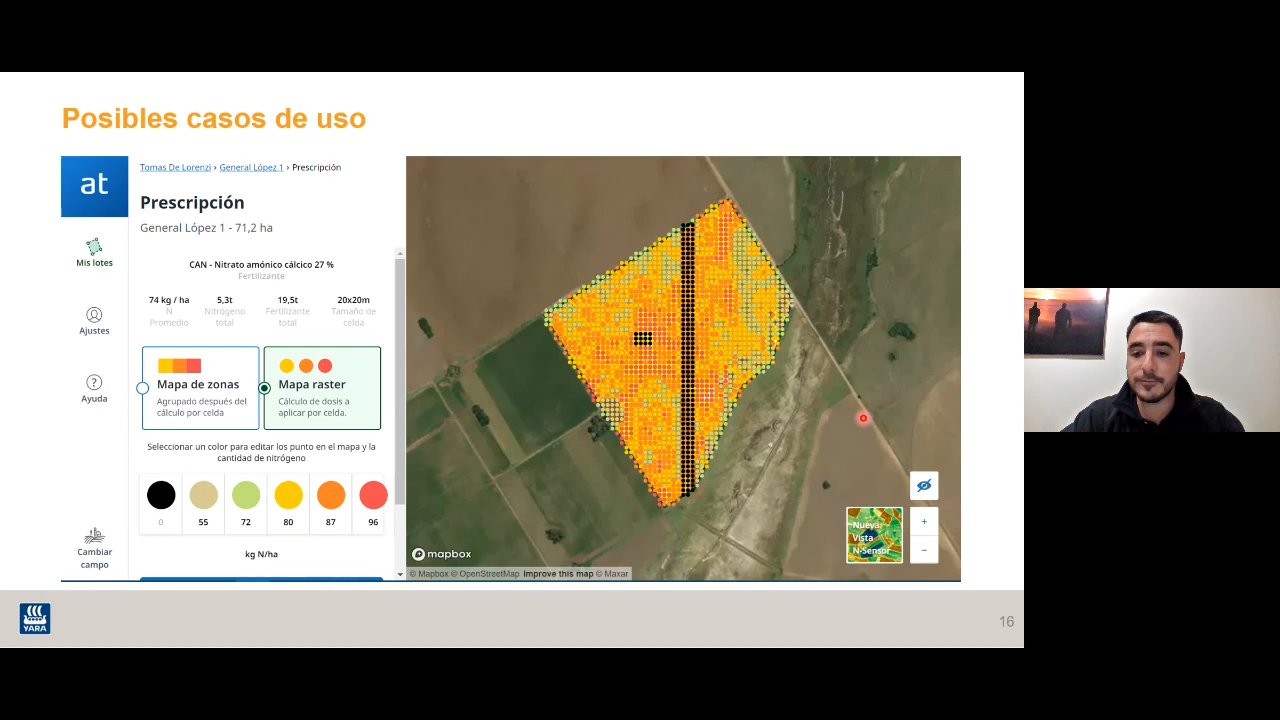 Posibles casos de uso
at
Mis lotes
Ajustes
Ayuda
Cambiar
campo
Tomas De Lorenzi › General López 1 › Prescripción
Prescripción
General López 1 - 71,2 ha
CAN - Nitrato amónico cálcico 27 %
Fertilizante
74 kg / ha
N
Promedio
5,3t
Nitrógeno
total
19,5t
Fertilizante
total
20x20m
Tamaño de
celda
Mapa de zonas
Agrupado después del
cálculo por celda
Mapa raster
Cálculo de dosis a
aplicar por celda.
Seleccionar un color para editar los punto en el mapa y la
cantidad de nitrógeno
0 55 72 80 87 96
kg N/ha
mapbox
© Mapbox © OpenStreetMap Improve this map © Maxar
Nueva
Vista
N-Sensor
+
−
YARA
16